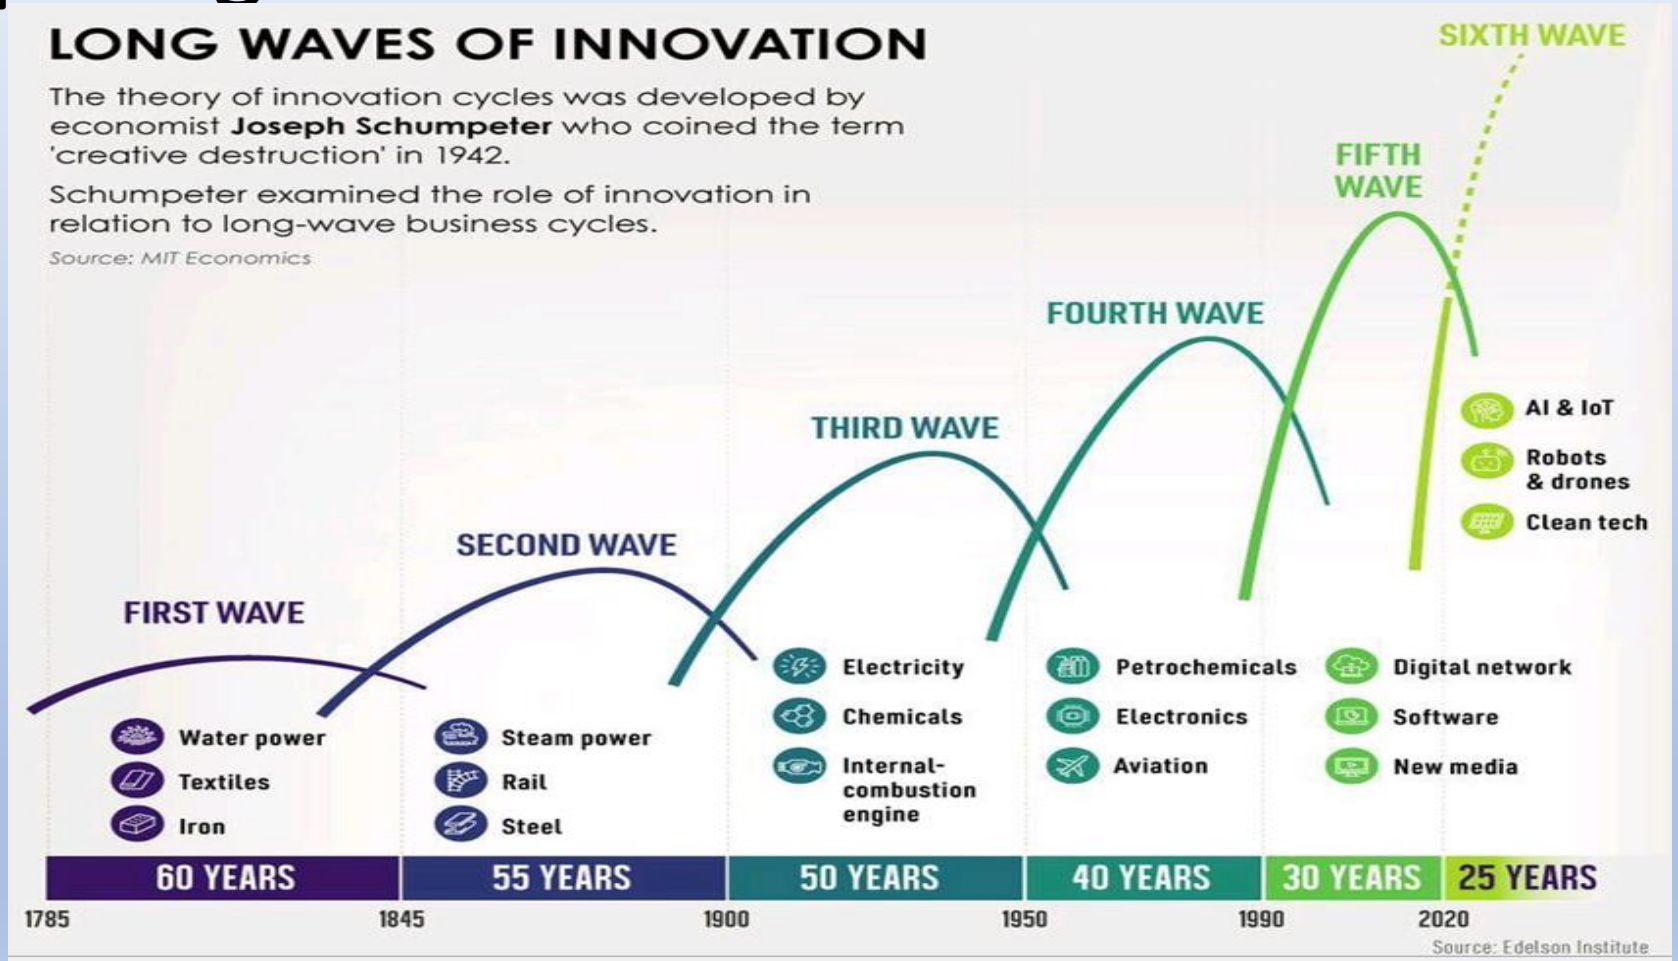 LONG WAVES OF INNOVATION
The theory of innovation cycles was developed by
economist Joseph Schumpeter who coined the term
'creative destruction' in 1942.
Schumpeter examined the role of innovation in
relation to long-wave business cycles.
Source: MIT Economics
SIXTH WAVE
FIFTH
WAVE
FOURTH WAVE
THIRD WAVE
SECOND WAVE
FIRST WAVE
Water power
Textiles
Iron
Steam power
Rail
Steel
Electricity
Chemicals
Internal-
combustion
engine
Petrochemicals
Electronics
Aviation
Digital network
Software
New media
AI & IoT
Robots
& drones
Clean tech
60 YEARS
55 YEARS
50 YEARS
40 YEARS
30 YEARS
25 YEARS
1785
1845
1900
1950
1990
2020
Source: Edelson Institute